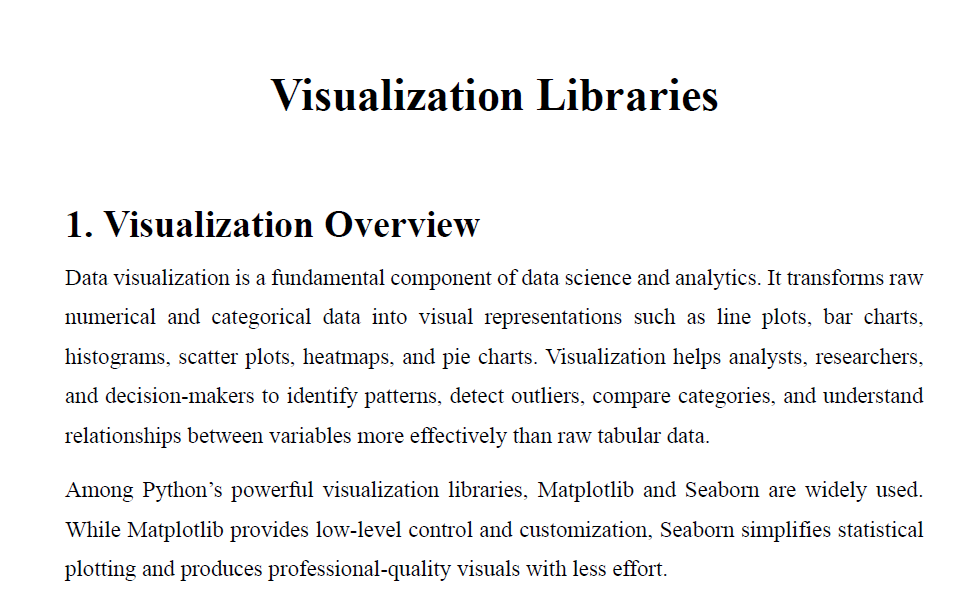 Visualization Libraries
1. Visualization Overview
Data visualization is a fundamental component of data science and analytics. It transforms raw
numerical and categorical data into visual representations such as line plots, bar charts,
histograms, scatter plots, heatmaps, and pie charts. Visualization helps analysts, researchers,
and decision-makers to identify patterns, detect outliers, compare categories, and understand
relationships between variables more effectively than raw tabular data.
Among Python’s powerful visualization libraries, Matplotlib and Seaborn are widely used.
While Matplotlib provides low-level control and customization, Seaborn simplifies statistical
plotting and produces professional-quality visuals with less effort.